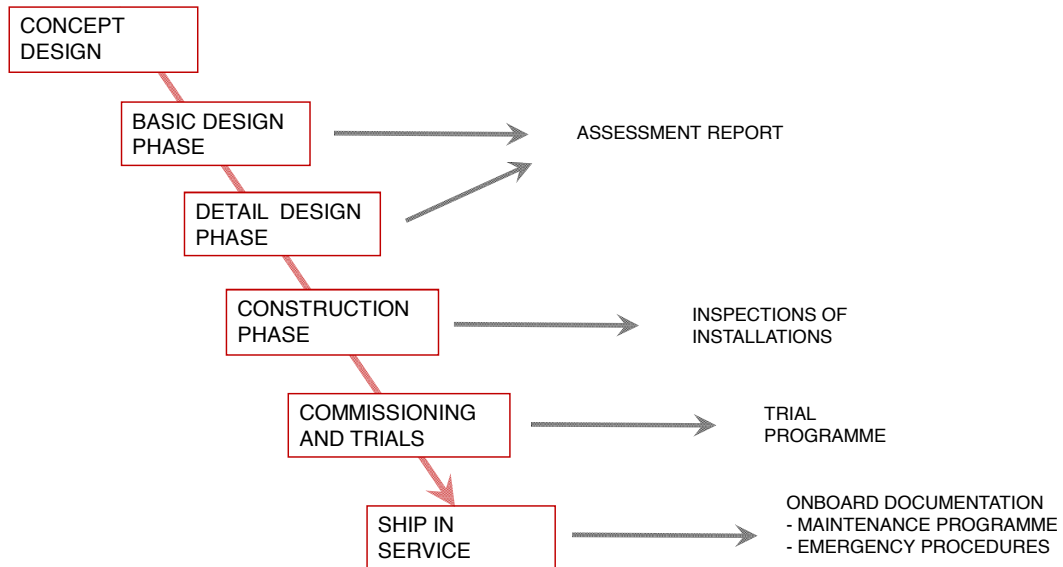 CONCEPT
DESIGN
BASIC DESIGN
PHASE
ASSESSMENT REPORT
DETAIL DESIGN
PHASE
CONSTRUCTION
PHASE
INSPECTIONS OF
INSTALLATIONS
COMMISSIONING
AND TRIALS
TRIAL
PROGRAMME
SHIP IN
SERVICE
ONBOARD DOCUMENTATION
- MAINTENANCE PROGRAMME
- EMERGENCY PROCEDURES